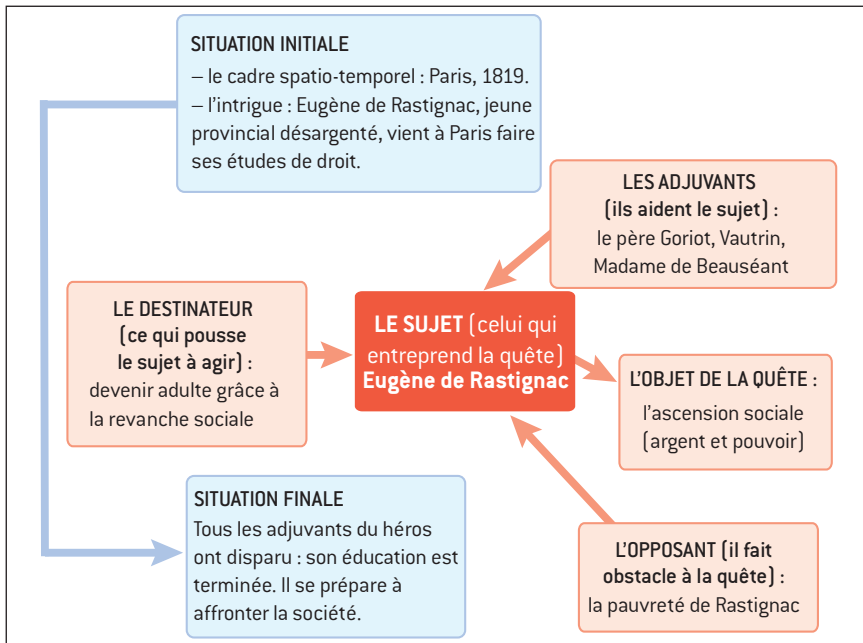 SITUATION INITIALE
– le cadre spatio-temporel : Paris, 1819.
– l’intrigue : Eugène de Rastignac, jeune
provincial désargenté, vient à Paris faire
ses études de droit.
LES ADJUVANTS
(ils aident le sujet) :
le père Goriot, Vautrin,
Madame de Beauséant
LE DESTINATEUR
(ce qui pousse
le sujet à agir) :
devenir adulte grâce à
la revanche sociale
LE SUJET (celui qui
entreprend la quête)
Eugène de Rastignac
L’OBJET DE LA QUÊTE :
l’ascension sociale
(argent et pouvoir)
SITUATION FINALE
Tous les adjuvants du héros
ont disparu : son éducation est
terminée. Il se prépare à
affronter la société.
L’OPPOSANT (il fait
obstacle à la quête) :
la pauvreté de Rastignac